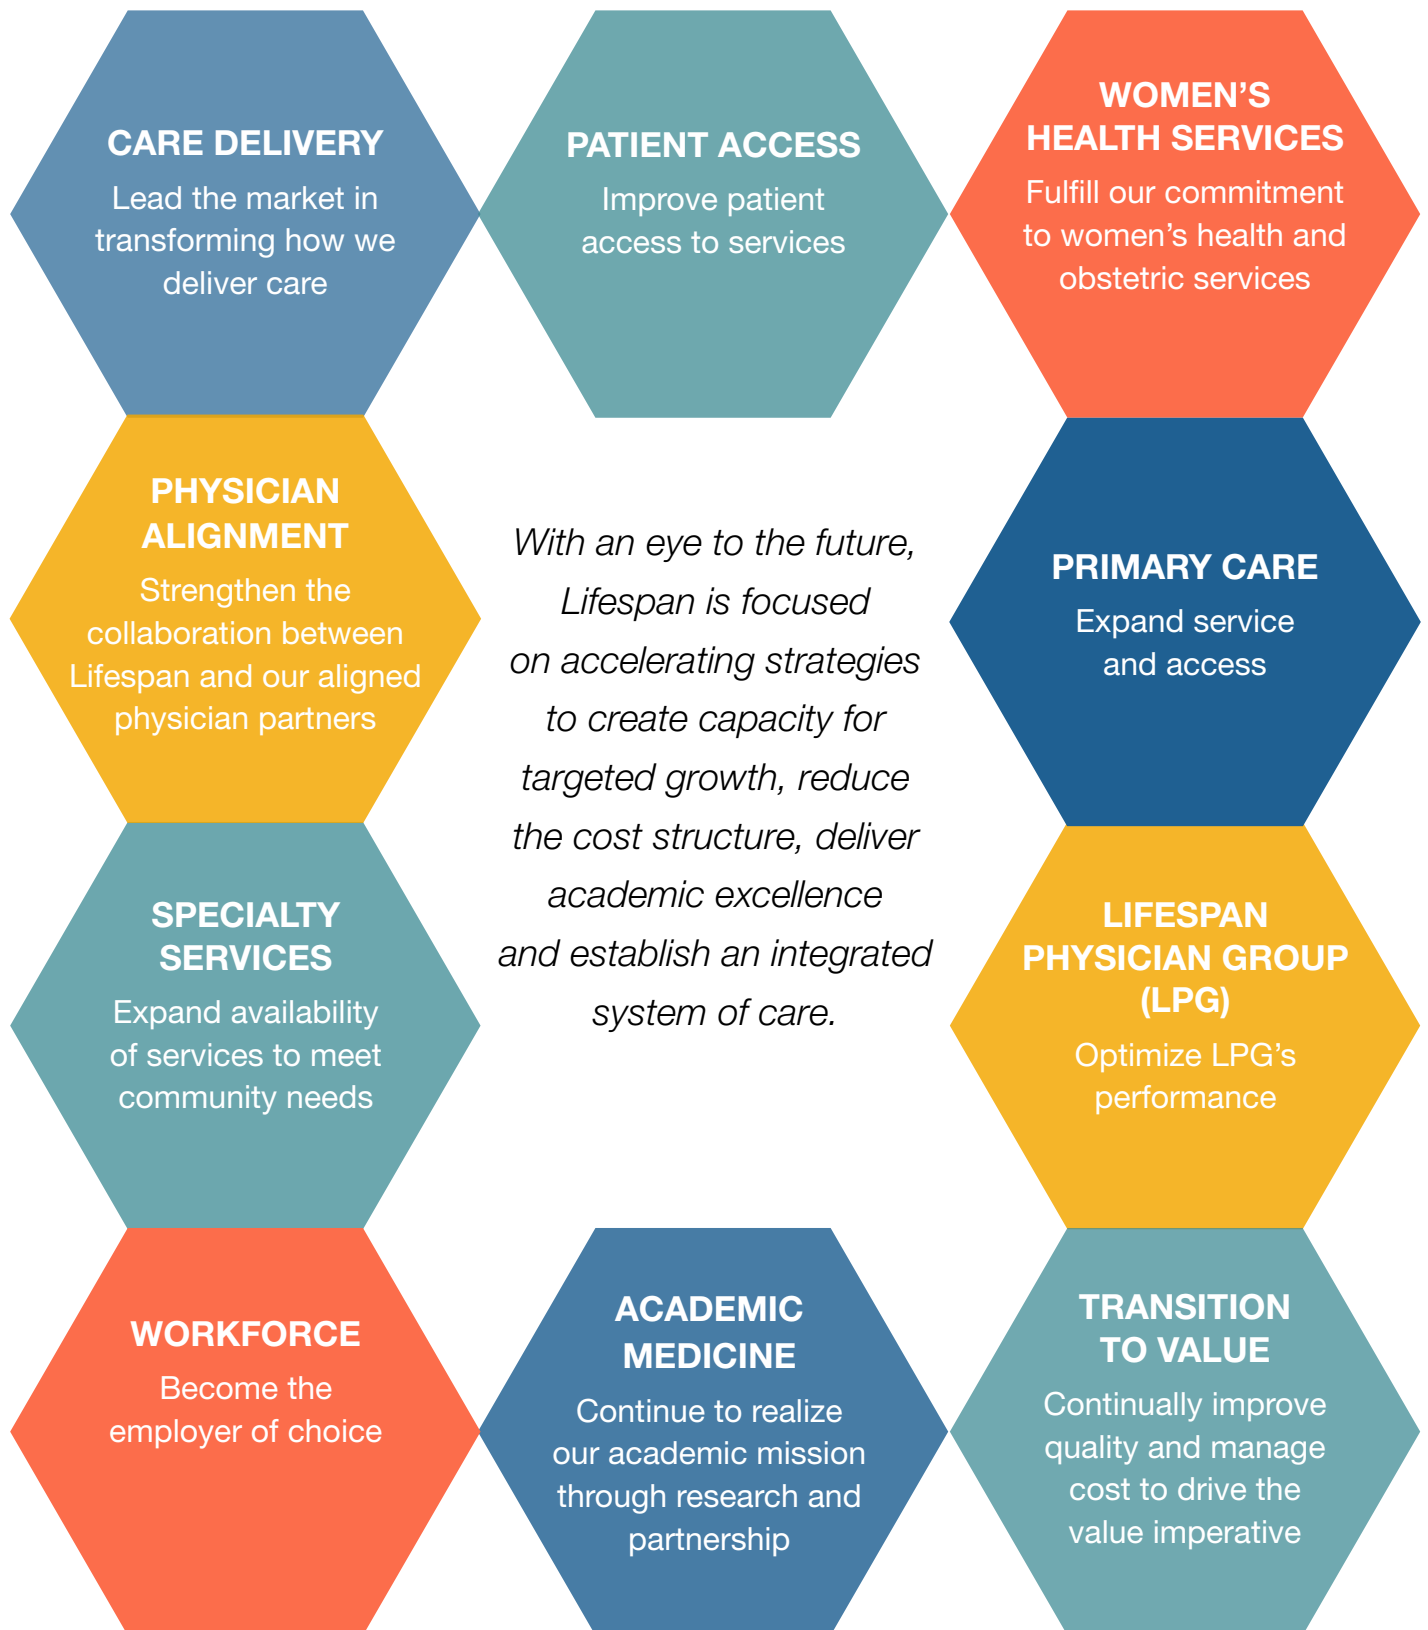 CARE DELIVERY
Lead the market in
transforming how we
deliver care
PATIENT ACCESS
Improve patient
access to services
WOMEN’S
HEALTH SERVICES
Fulfill our commitment
to women’s health and
obstetric services
PHYSICIAN
ALIGNMENT
Strengthen the
collaboration between
Lifespan and our aligned
physician partners
With an eye to the future,
Lifespan is focused
on accelerating strategies
to create capacity for
targeted growth, reduce
the cost structure, deliver
academic excellence
and establish an integrated
system of care.
PRIMARY CARE
Expand service
and access
SPECIALTY
SERVICES
Expand availability
of services to meet
community needs
LIFESPAN
PHYSICIAN GROUP
(LPG)
Optimize LPG’s
performance
WORKFORCE
Become the
employer of choice
ACADEMIC
MEDICINE
Continue to realize
our academic mission
through research and
partnership
TRANSITION
TO VALUE
Continually improve
quality and manage
cost to drive the
value imperative